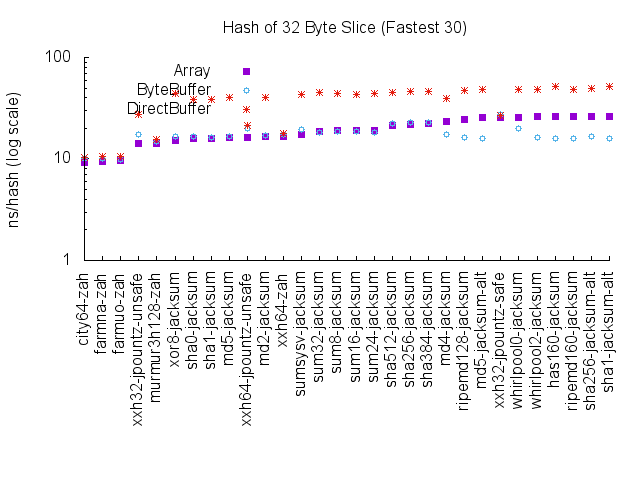 Hash of 32 Byte Slice (Fastest 30)
ns/hash (log scale)
100
10
1
Array
ByteBuffer
DirectBuffer
city64-zah
farmna-zah
farmuo-zah
xxh32-jpountz-unsafe
murmur3h128-zah
xor8-jacksum
sha0-jacksum
sha1-jacksum
md5-jacksum
xxh64-jpountz-unsafe
md2-jacksum
xxh64-zah
sumsysv-jacksum
sum32-jacksum
sum8-jacksum
sum16-jacksum
sum24-jacksum
sha512-jacksum
sha256-jacksum
sha384-jacksum
md4-jacksum
ripemd128-jacksum
md5-jacksum-alt
xxh32-jpountz-safe
whirlpool0-jacksum
whirlpool2-jacksum
has160-jacksum
ripemd160-jacksum
sha256-jacksum-alt
sha1-jacksum-alt